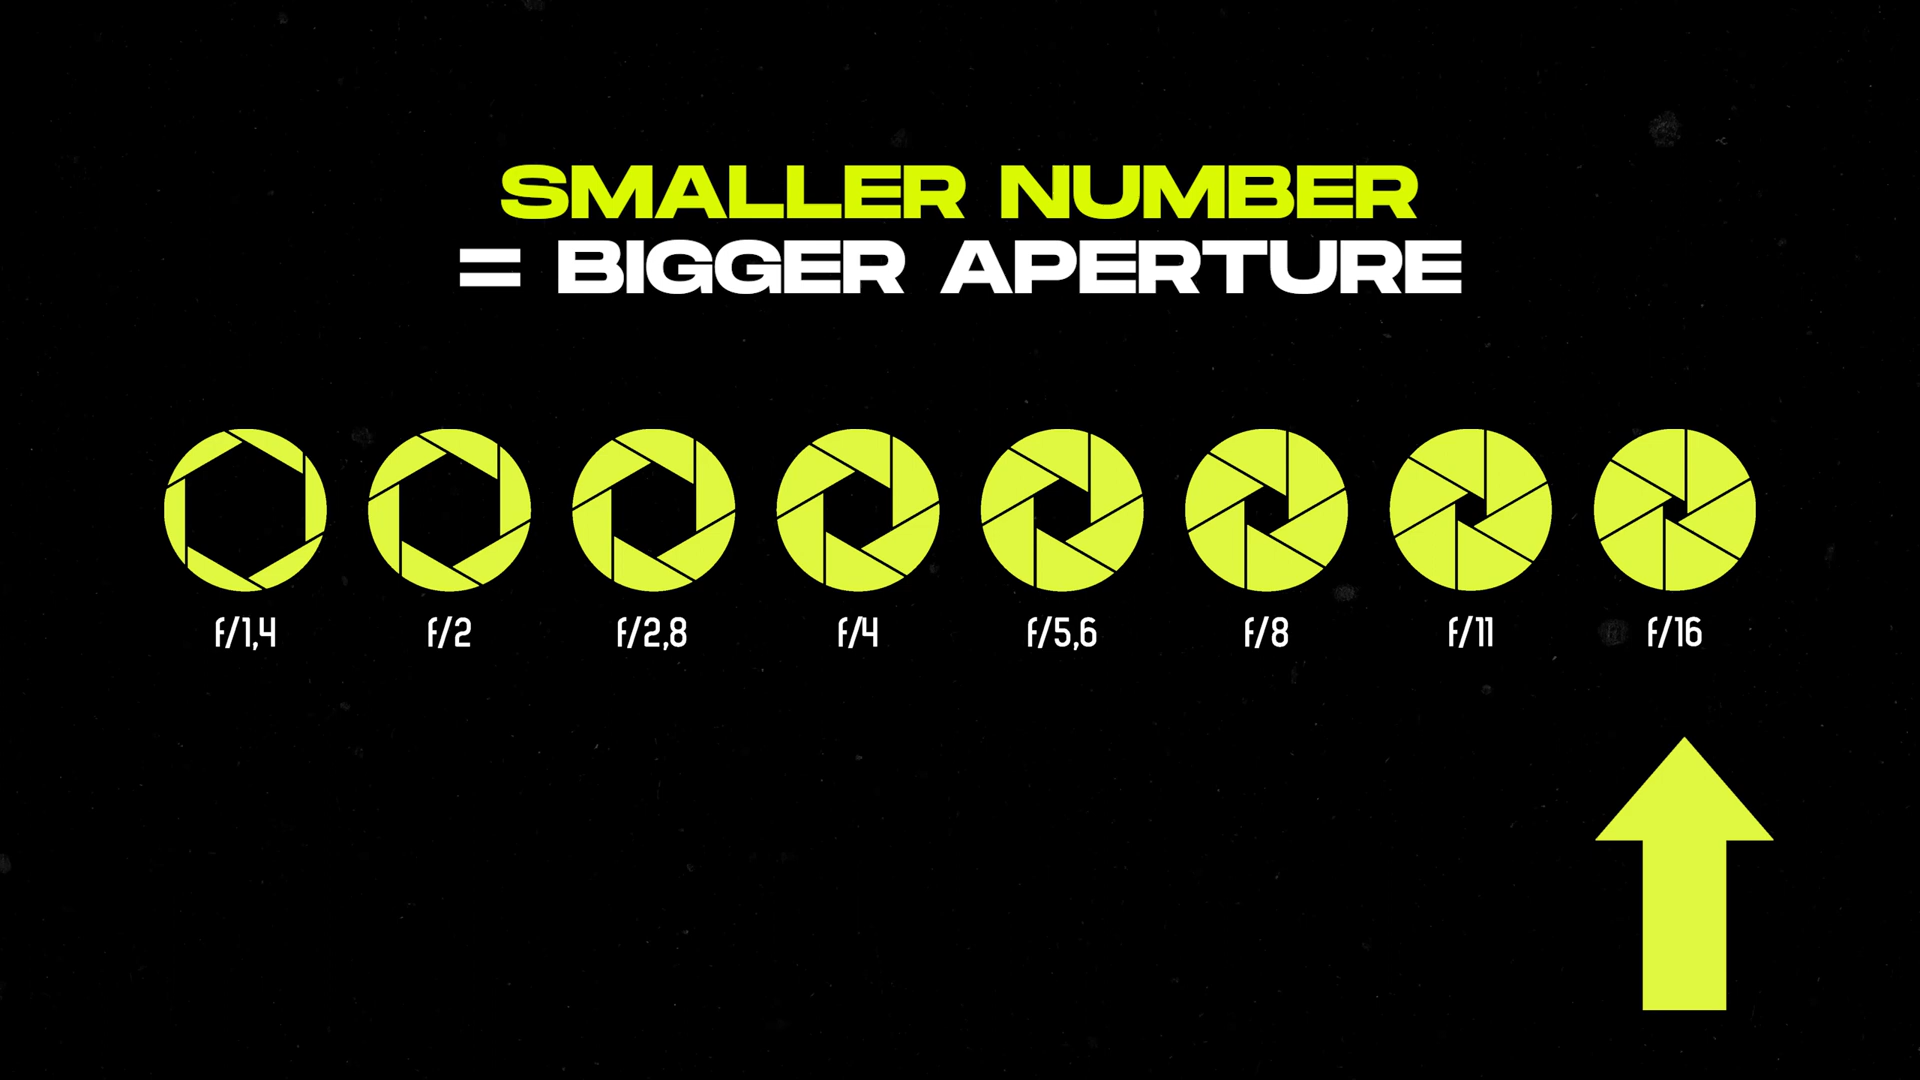 SMALLER NUMBER
= BIGGER APERTURE
f/1,4 f/2 f/2,8 f/4 f/5,6 f/8 f/11 f/16